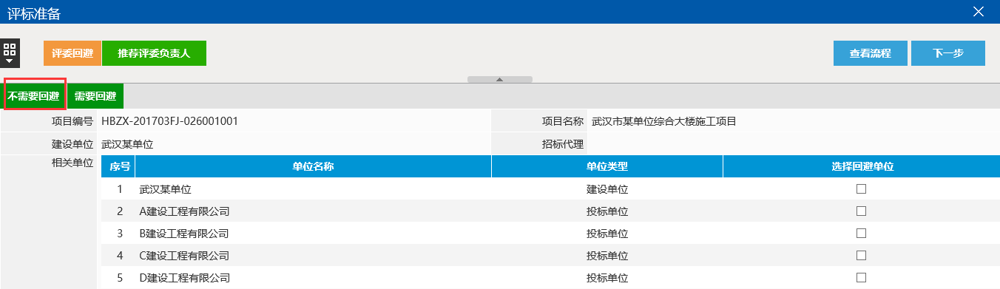 评标准备
评委回避 推荐评委负责人 查看流程 下一步
不需要回避 需要回避
项目编号 HBZX-201703FJ-026001001 项目名称 武汉市某单位综合大楼施工项目
建设单位 武汉某单位 招标代理
相关单位 序号 单位名称 单位类型 选择回避单位
1 武汉某单位 建设单位
2 A建设工程有限公司 投标单位
3 B建设工程有限公司 投标单位
4 C建设工程有限公司 投标单位
5 D建设工程有限公司 投标单位